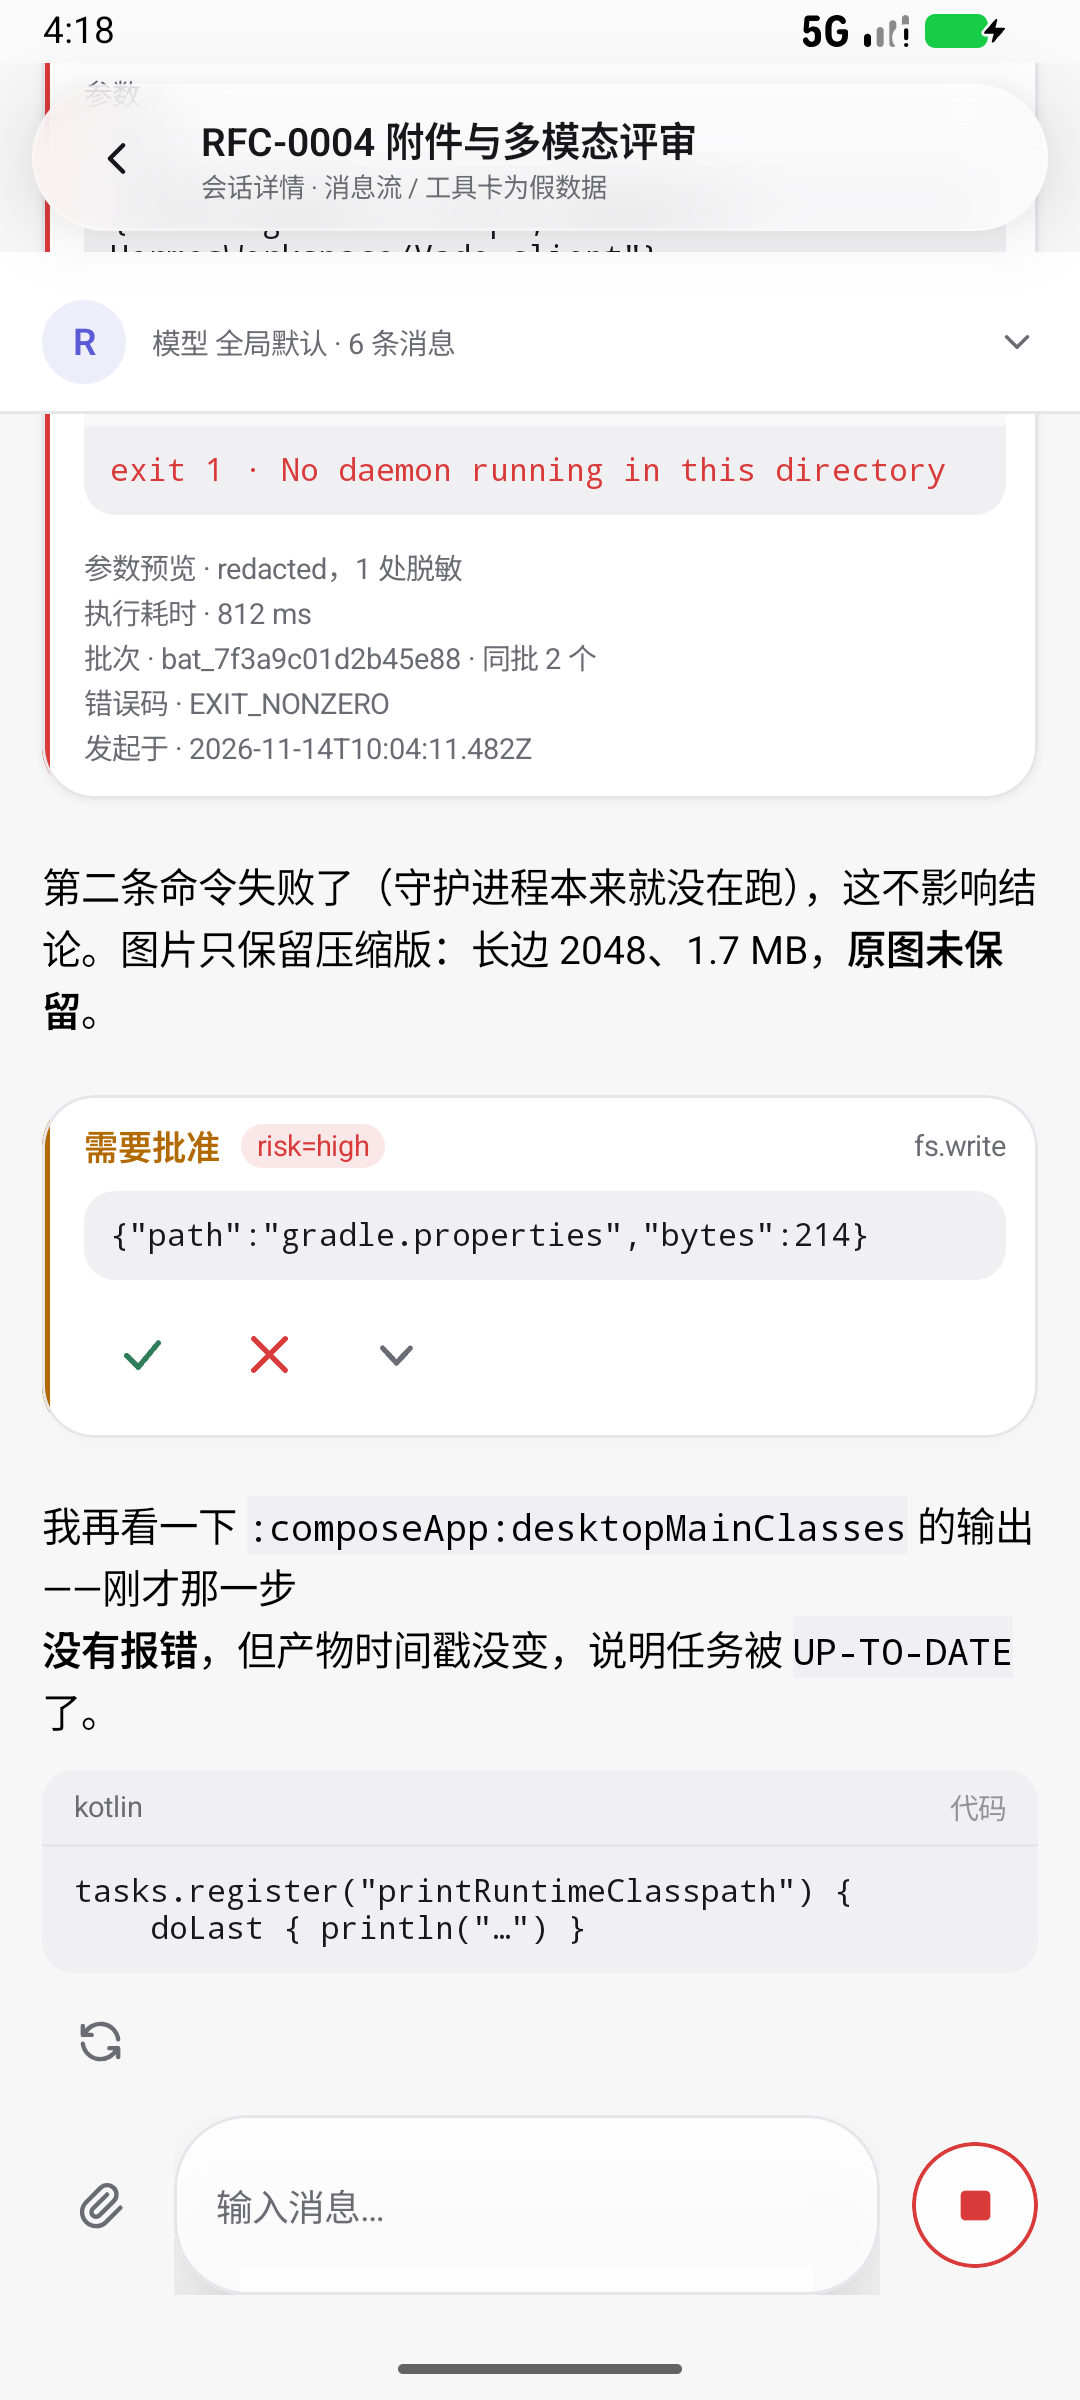 4:18
5G
参数
RFC-0004 附件与多模态评审
会话详情 · 消息流 / 工具卡为假数据
R
模型 全局默认 · 6 条消息
exit 1 · No daemon running in this directory
参数预览 · redacted，1 处脱敏
执行耗时 · 812 ms
批次 · bat_7f3a9c01d2b45e88 · 同批 2 个
错误码 · EXIT_NONZERO
发起于 · 2026-11-14T10:04:11.482Z
第二条命令失败了（守护进程本来就没在跑），这不影响结
论。图片只保留压缩版：长边 2048、1.7 MB，原图未保
留。
需要批准 risk=high fs.write
{"path":"gradle.properties","bytes":214}
我再看一下 :composeApp:desktopMainClasses 的输出
——刚才那一步
没有报错，但产物时间戳没变，说明任务被 UP-TO-DATE
了。
kotlin 代码
tasks.register("printRuntimeClasspath") {
    doLast { println("…") }
输入消息...